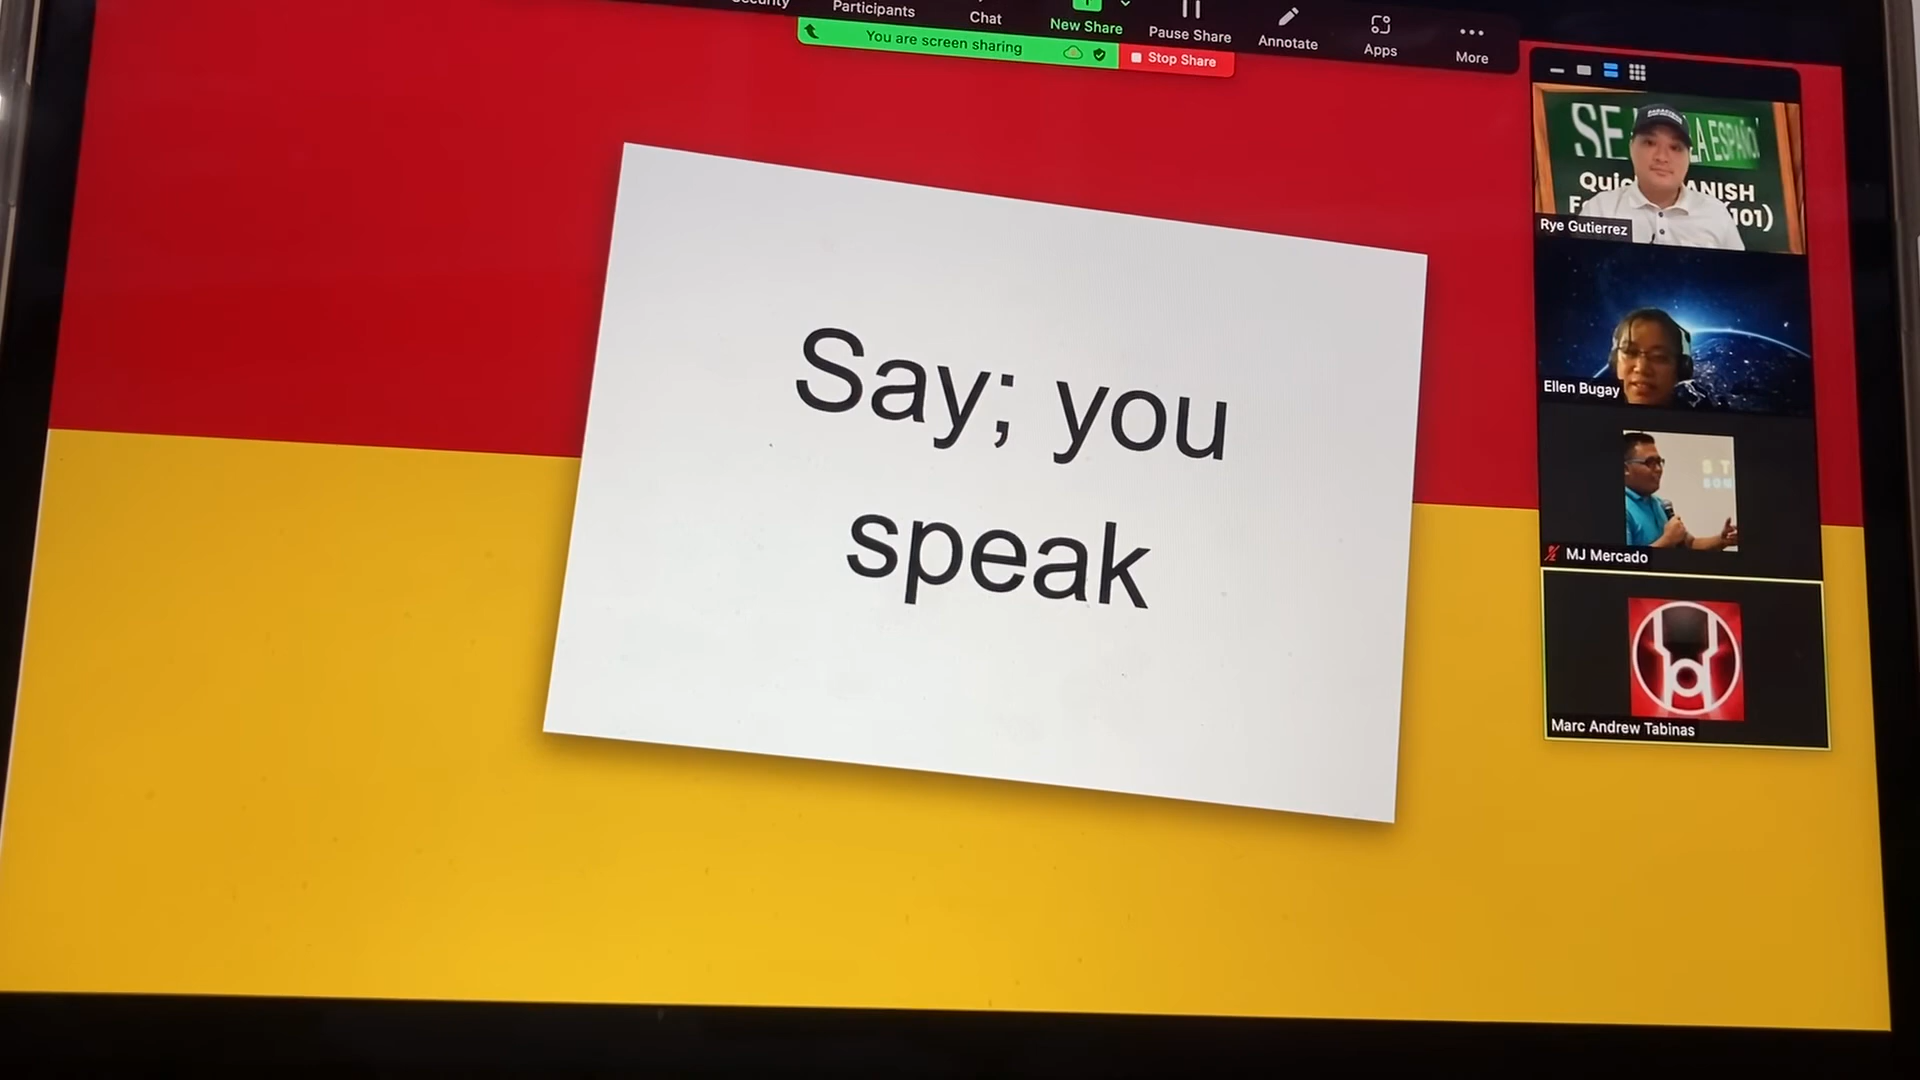 Participants
Chat
New Share
Pause Share
Annotate
Apps
More
You are screen sharing
Stop Share
Say; you
speak
Rye Gutierrez
Ellen Bugay
MJ Mercado
Marc Andrew Tabinas